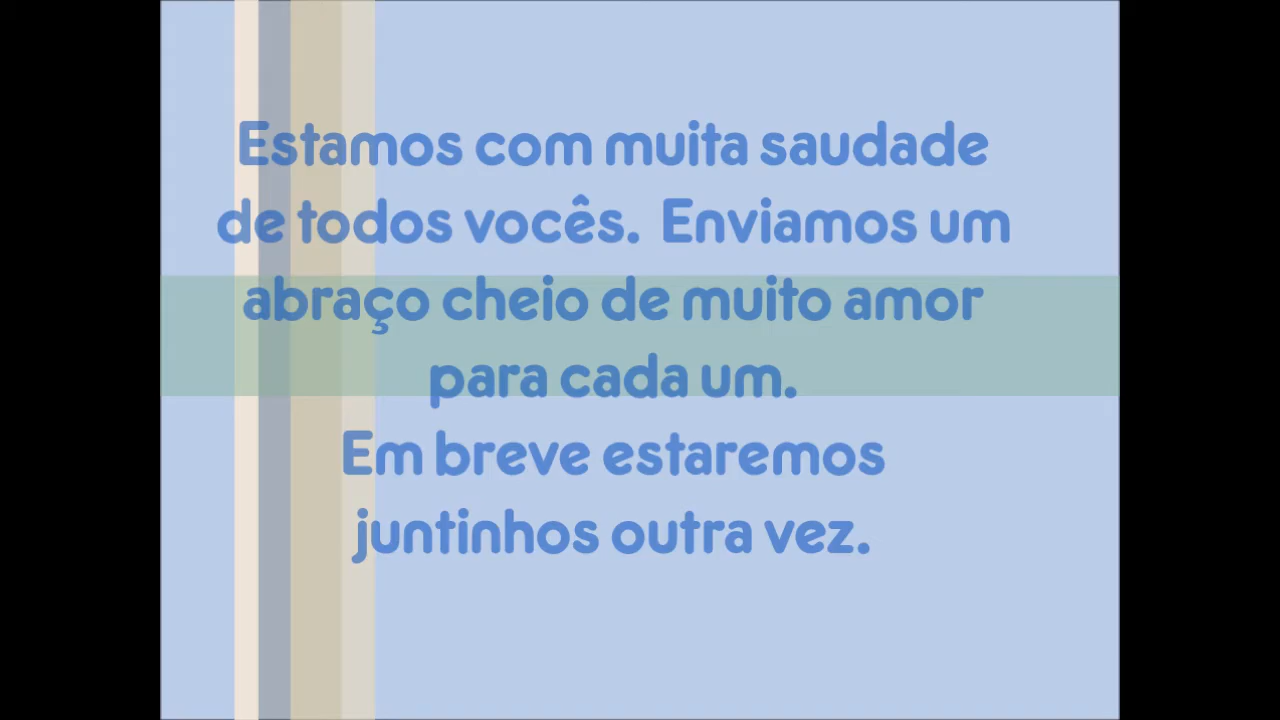 Estamos com muita saudade
de todos vocês. Enviamos um
abraço cheio de muito amor
para cada um.
Em breve estaremos
juntinhos outra vez.